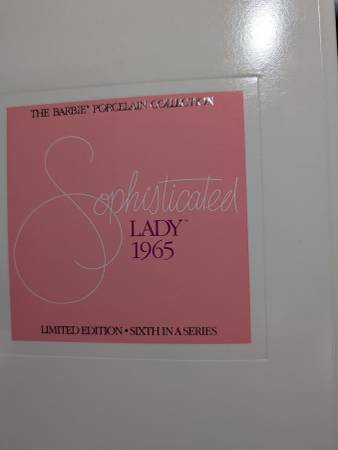 THE BARBIE® PORCELAIN COLLECTION
Sophisticated
LADY™
1965
LIMITED EDITION • SIXTH IN A SERIES